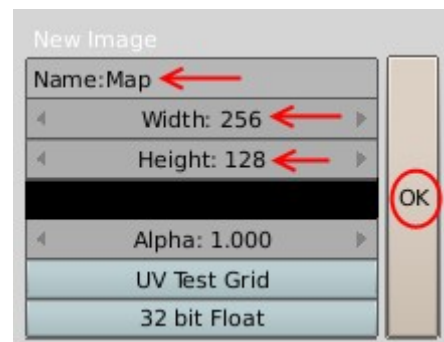 New Image
Name:Map
Width: 256
Height: 128
OK
Alpha: 1.000
UV Test Grid
32 bit Float